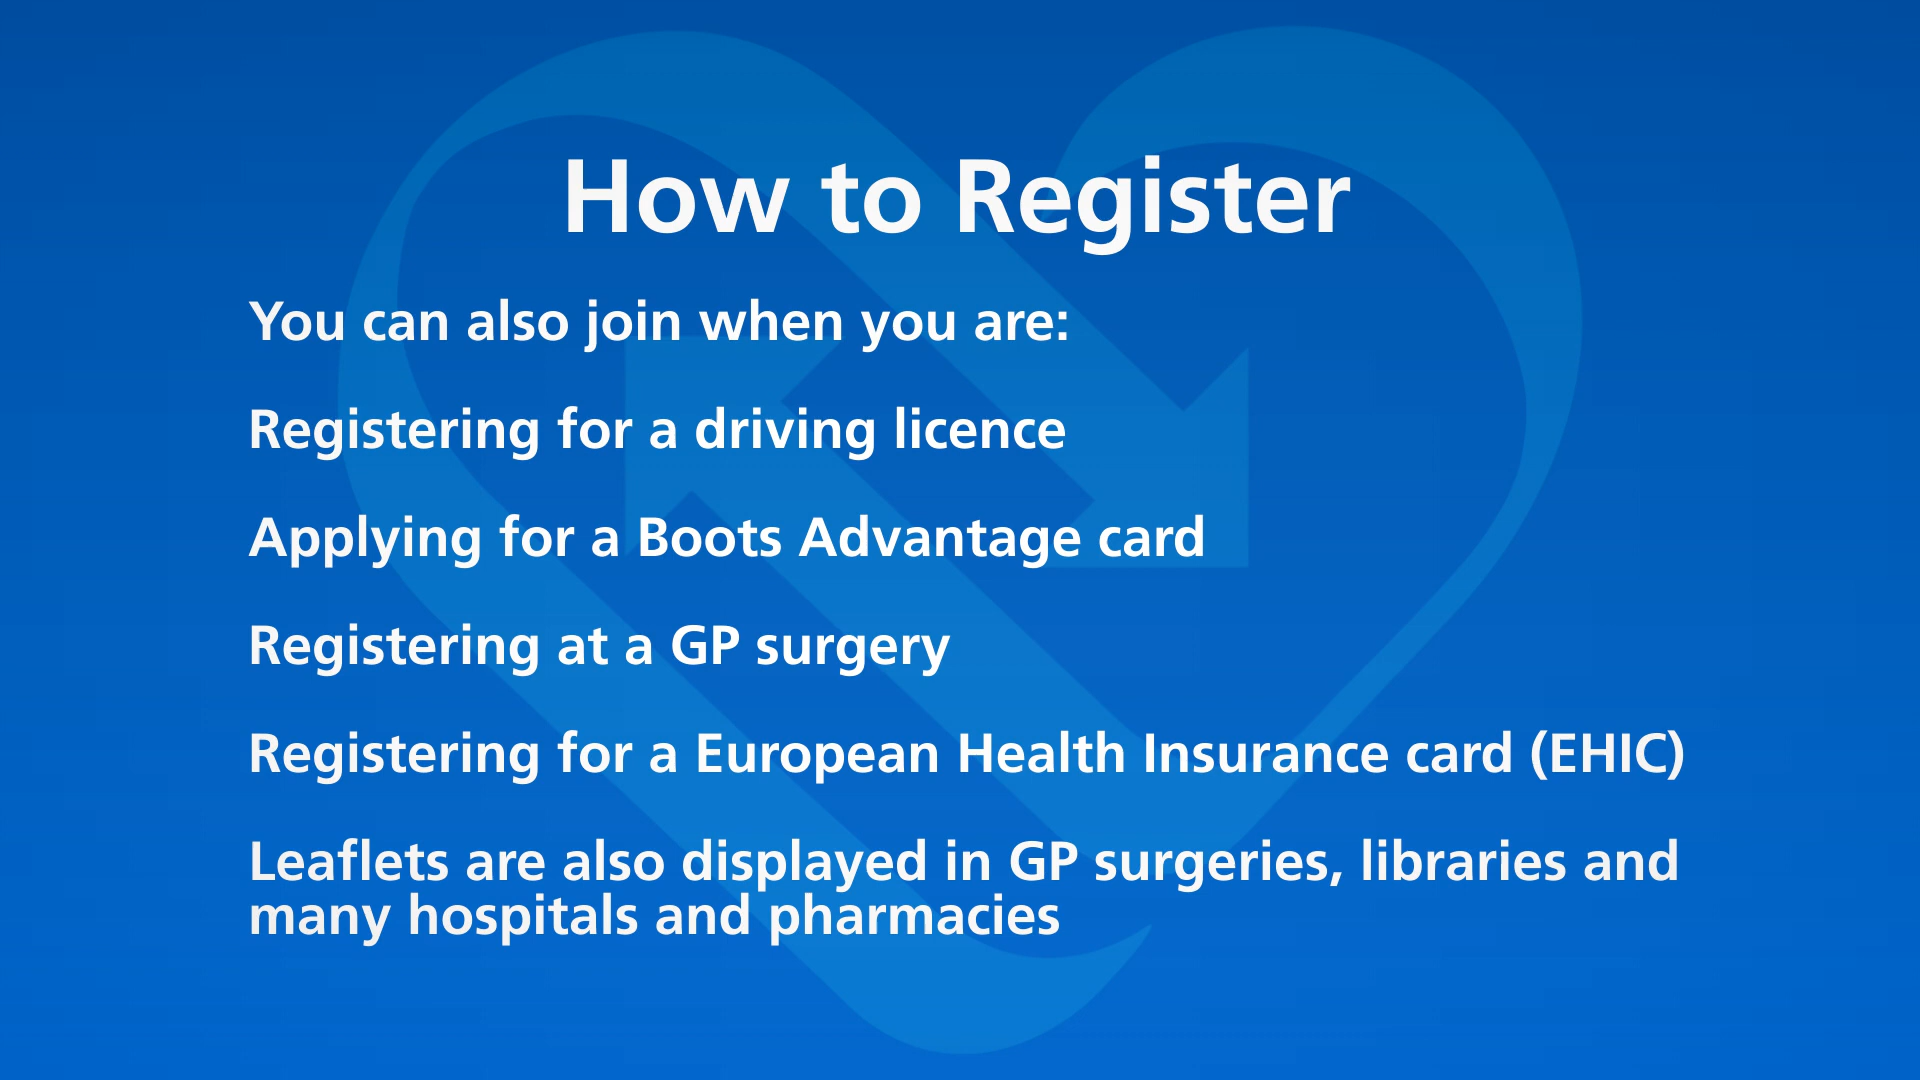 How to Register
You can also join when you are:
Registering for a driving licence
Applying for a Boots Advantage card
Registering at a GP surgery
Registering for a European Health Insurance card (EHIC)
Leaflets are also displayed in GP surgeries, libraries and
many hospitals and pharmacies